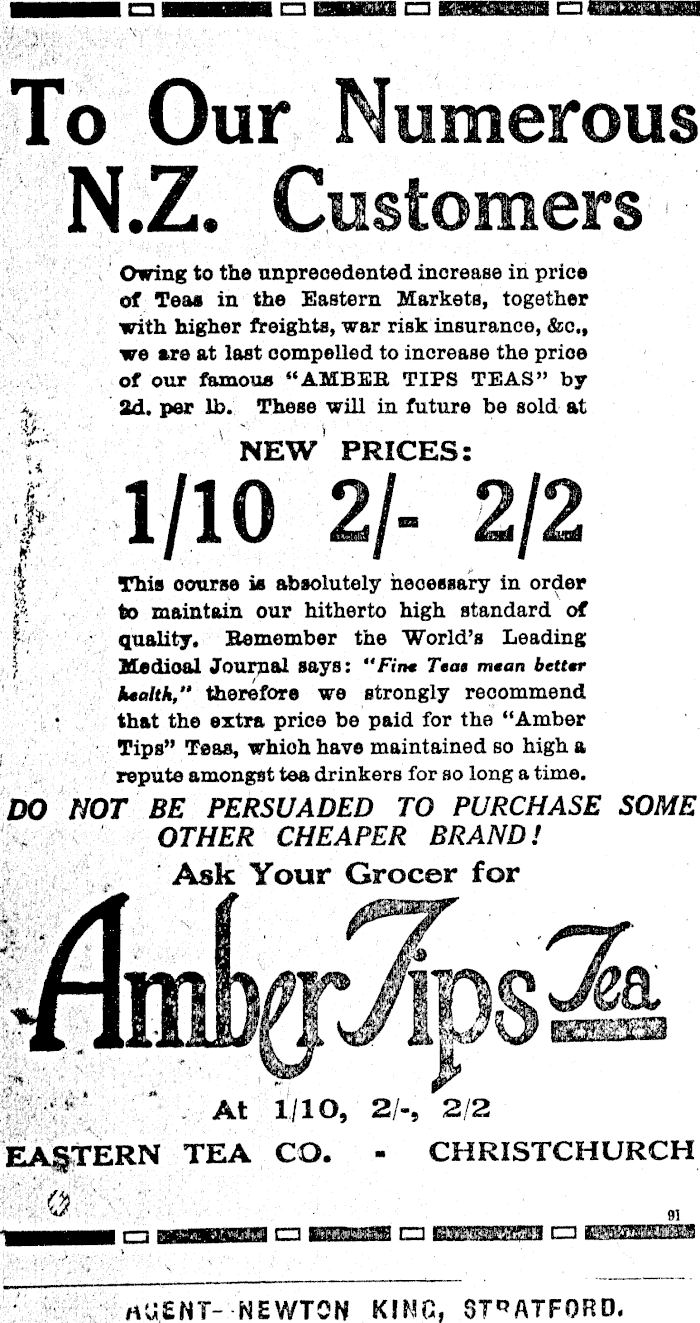 To Our Numerous
N.Z. Customers
Owing to the unprecedented increase in price
of Teas in the Eastern Markets, together
with higher freights, war risk insurance, &c.,
we are at last compelled to increase the price
of our famous "AMBER TIPS TEAS" by
2d. per lb. These will in future be sold at
NEW PRICES:
1/10 2/- 2/2
This course is absolutely necessary in order
to maintain our hitherto high standard of
quality. Remember the World's Leading
Medical Journal says: "Fine Teas mean better
health," therefore we strongly recommend
that the extra price be paid for the "Amber
Tips" Teas, which have maintained so high a
repute amongst tea drinkers for so long a time.
DO NOT BE PERSUADED TO PURCHASE SOME
OTHER CHEAPER BRAND!
Ask Your Grocer for
Amber Tips Tea
At 1/10, 2/-, 2/2
EASTERN TEA CO. - CHRISTCHURCH
91
AGENT- NEWTON KING, STRATFORD.